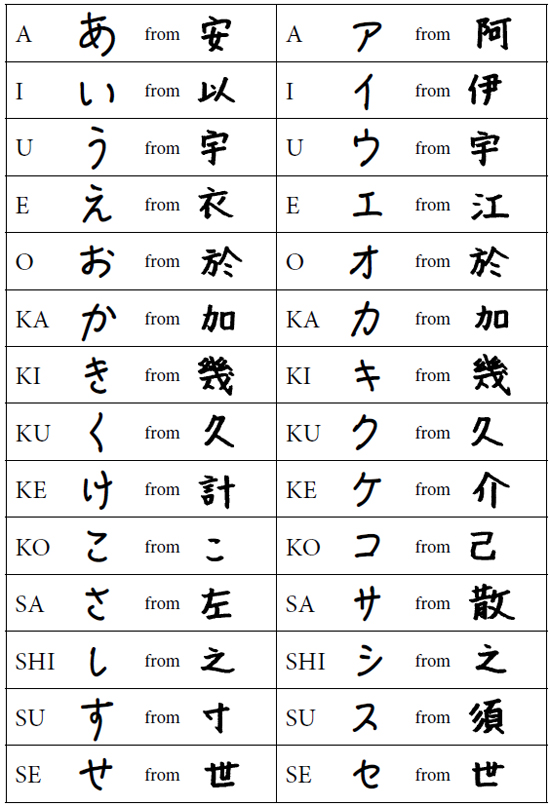 A あ from 安 A ア from 阿
I い from 以 I イ from 伊
U う from 宇 U ウ from 宇
E え from 衣 E エ from 江
O お from 於 O オ from 於
KA か from 加 KA カ from 加
KI き from 幾 KI キ from 幾
KU く from 久 KU ク from 久
KE け from 計 KE ケ from 介
KO こ from こ KO コ from 己
SA さ from 左 SA サ from 散
SHI し from 之 SHI シ from 之
SU す from 寸 SU ス from 須
SE せ from 世 SE セ from 世